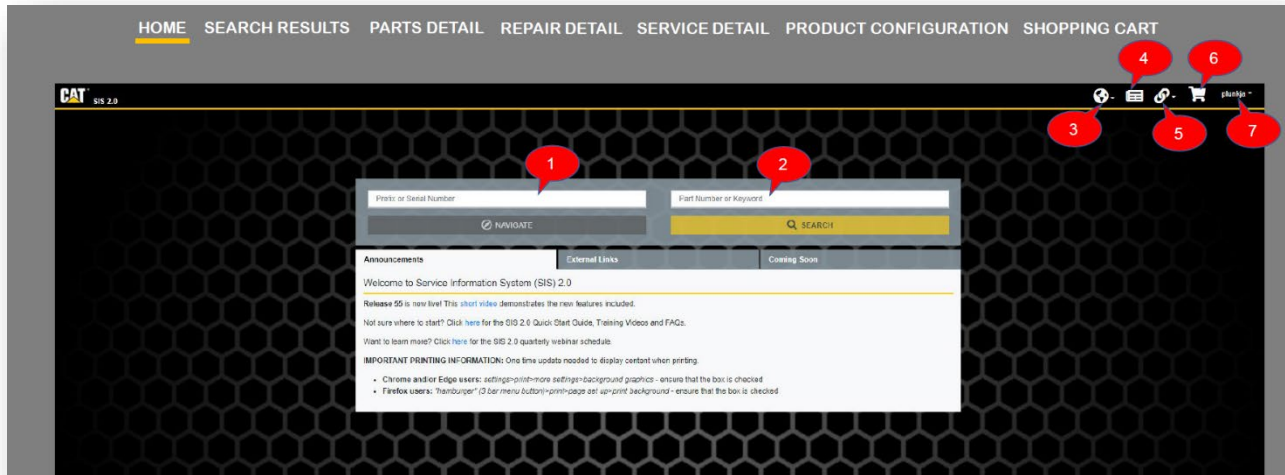 HOME SEARCH RESULTS PARTS DETAIL REPAIR DETAIL SERVICE DETAIL PRODUCT CONFIGURATION SHOPPING CART
4 6
CAT SIS 2.0 plunkja
3 5 7
1 2
Prefix or Serial Number Part Number or Keyword
NAVIGATE SEARCH
Announcements External Links Coming Soon
Welcome to Service Information System (SIS) 2.0
Release 55 is now live! This short video demonstrates the new features included.
Not sure where to start? Click here for the SIS 2.0 Quick Start Guide, Training Videos and FAQs.
Want to learn more? Click here for the SIS 2.0 quarterly webinar schedule.
IMPORTANT PRINTING INFORMATION: One time update needed to display content when printing.
• Chrome and/or Edge users: settings>print>more settings>background graphics - ensure that the box is checked
• Firefox users: "hamburger" (3 bar menu button)>print>page set up>print background - ensure that the box is checked